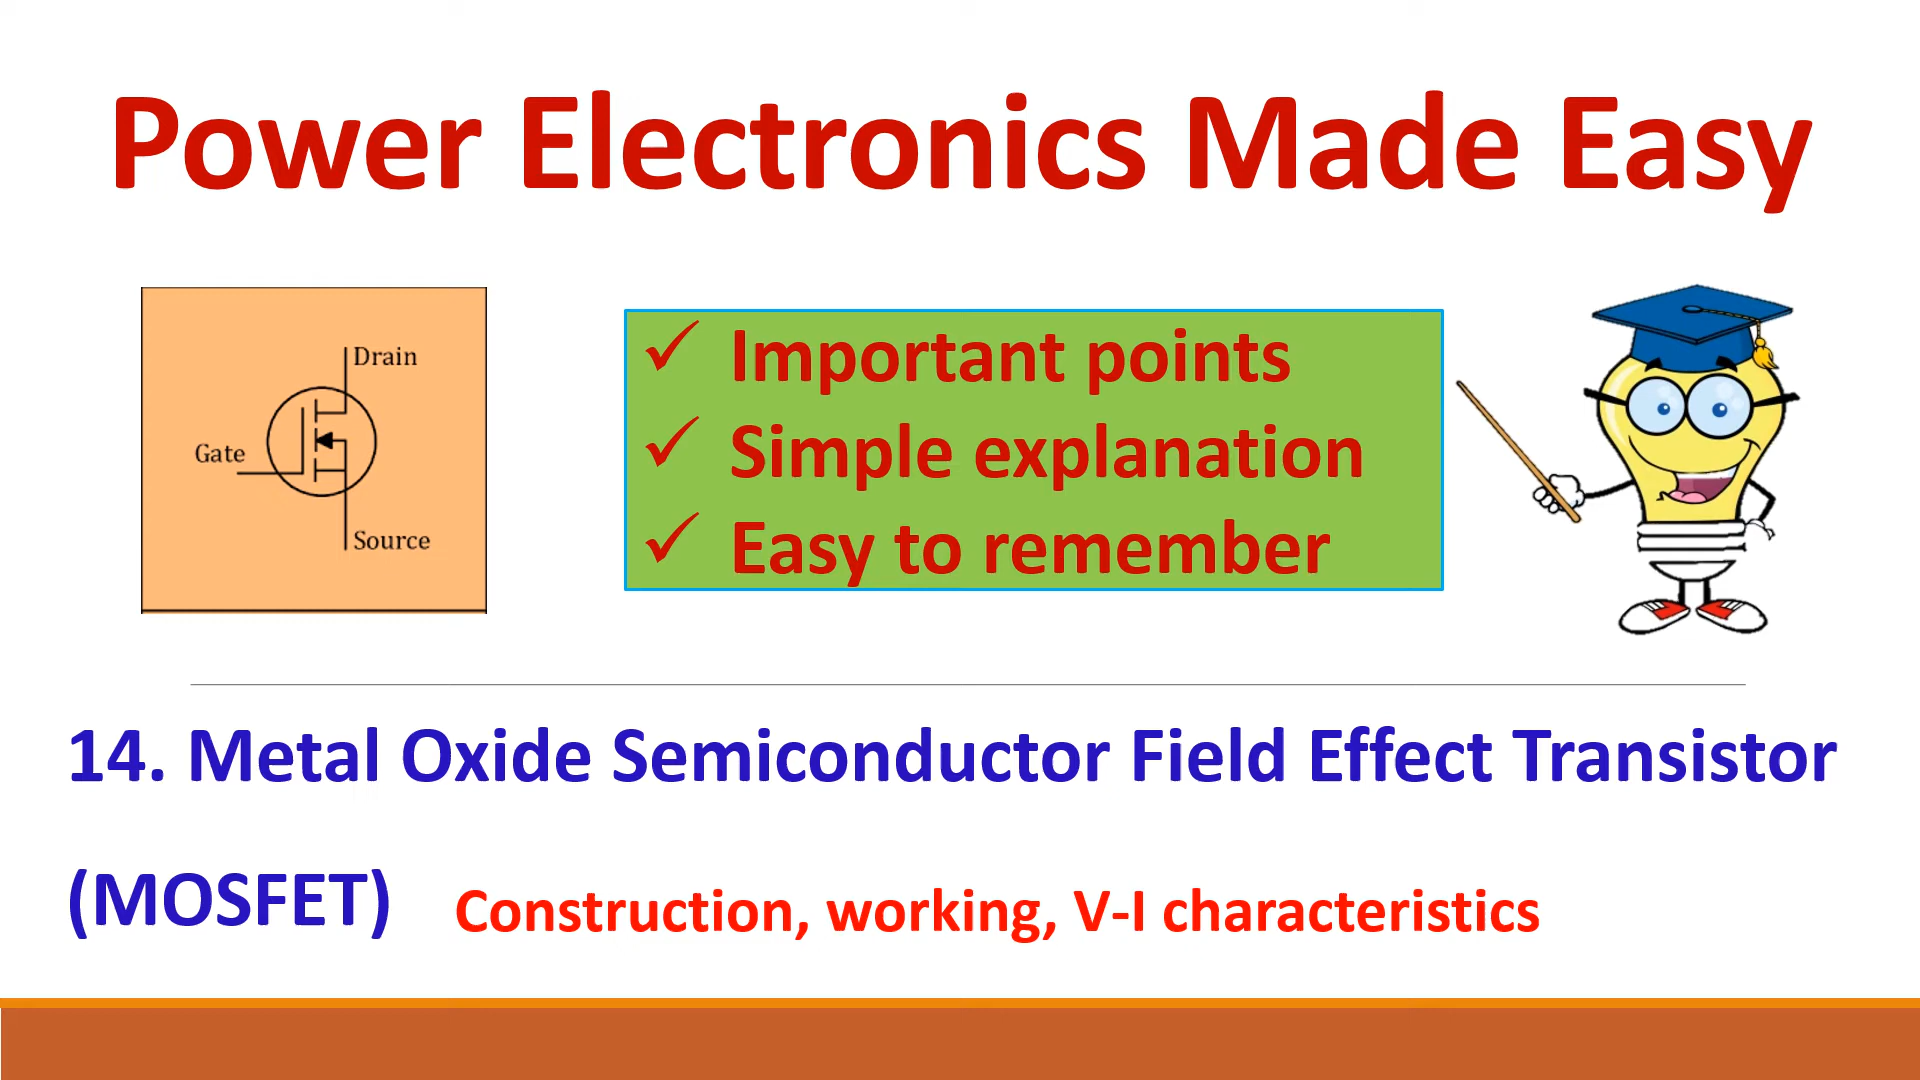 Power Electronics Made Easy
Drain
Gate
Source
✓ Important points
✓ Simple explanation
✓ Easy to remember
14. Metal Oxide Semiconductor Field Effect Transistor
(MOSFET) Construction, working, V-I characteristics